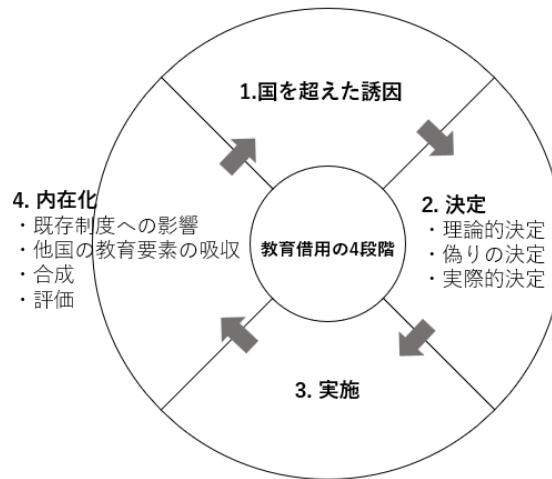 1.国を超えた誘因
2. 決定
・理論的決定
・偽りの決定
・実際的決定
3. 実施
4. 内在化
・既存制度への影響
・他国の教育要素の吸収
・合成
・評価
教育借用の4段階